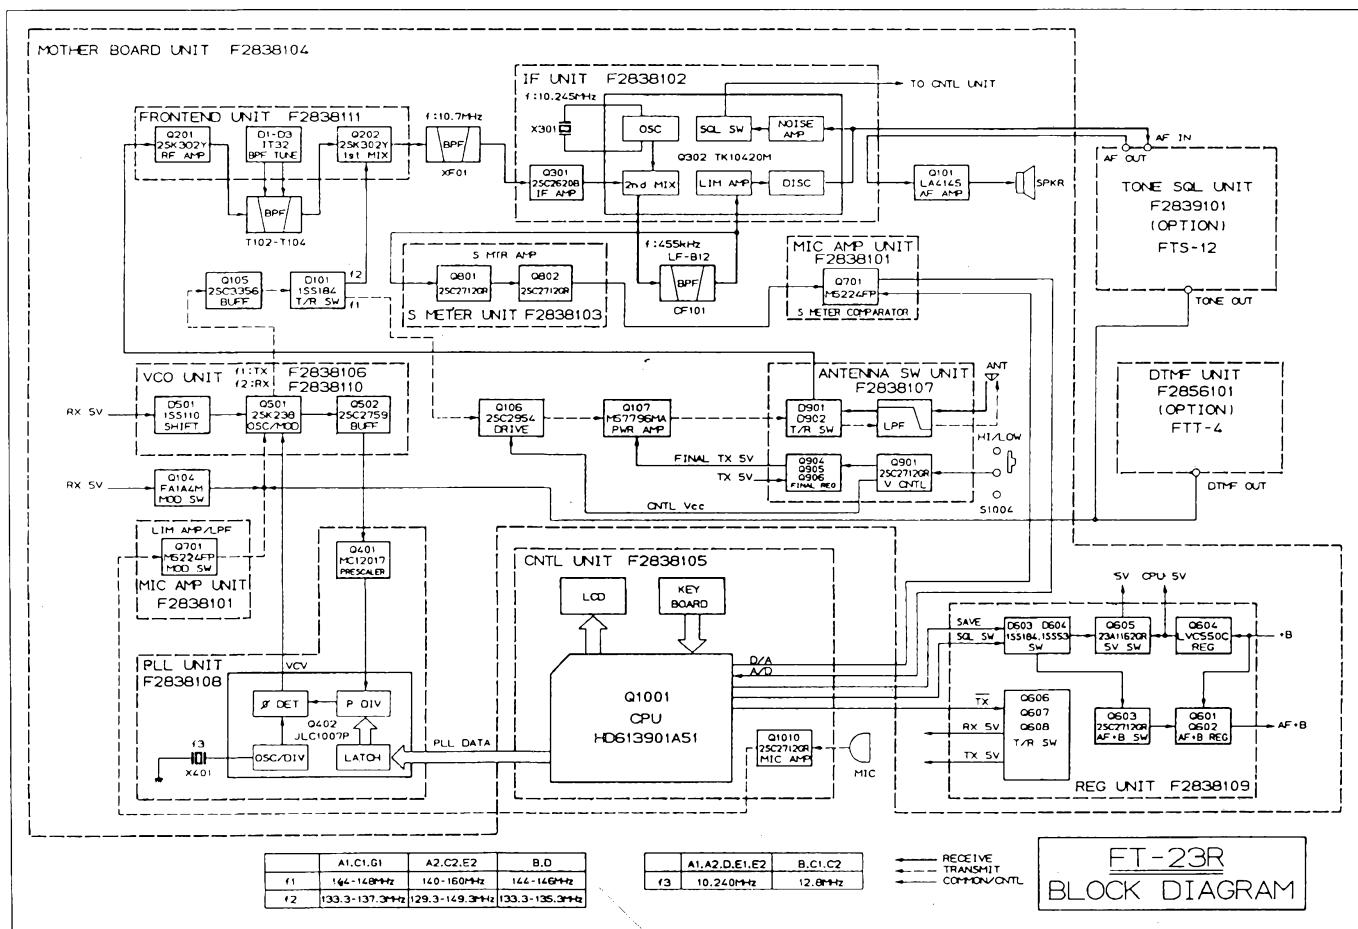 MOTHER BOARD UNIT F2838104
FRONTEND UNIT F2838111
Q201
2SK302Y
RF AMP
D1-D3
IT32
BPF TUNE
Q202
2SK302Y
1st MIX
BPF
T102-T104
f:10.7MHz
BPF
XF01
IF UNIT F2838102
f:10.245MHz
X301
OSC
SQL SW
NOISE
AMP
Q302 TK10420M
Q301
2SC2620B
IF AMP
2nd MIX
LIM AMP
DISC
TO CNTL UNIT
AF IN
AF OUT
Q101
LA4145
AF AMP
SPKR
TONE SQL UNIT
F2839101
(OPTION)
FTS-12
TONE OUT
Q105
2SC3356
BUFF
D101
1SS184
T/R SW
f2
f1
S MTR AMP
Q801
2SC2712GR
Q802
2SC2712GR
S METER UNIT F2838103
f:455kHz
LF-B12
BPF
CF101
MIC AMP UNIT
F2838101
Q701
M5224FP
S METER COMPARATOR
VCO UNIT
f1:TX
f2:RX
F2838106
F2838110
RX 5V
D501
1SS110
SHIFT
Q501
2SK238
OSC/MOD
Q502
2SC2759
BUFF
Q106
2SC2954
DRIVE
Q107
M57796MA
PWR AMP
ANTENNA SW UNIT
F2838107
D901
D902
T/R SW
LPF
ANT
HI/LOW
S1004
FINAL TX 5V
TX 5V
Q904
Q905
Q906
FINAL REG
Q901
2SC2712GR
V CNTL
CNTL Vcc
DTMF UNIT
F2856101
(OPTION)
FTT-4
DTMF OUT
RX 5V
Q104
FA1A4M
MOD SW
LIM AMP/LPF
Q701
M5224FP
MOD SW
MIC AMP UNIT
F2838101
Q401
MC12017
PRESCALER
PLL UNIT
F2838108
VCV
Ø DET
P DIV
Q402
JLC1007P
OSC/DIV
LATCH
f3
X401
PLL DATA
CNTL UNIT F2838105
LCD
KEY
BOARD
Q1001
CPU
HD613901A51
D/A
A/D
Q1010
2SC2712GR
MIC AMP
MIC
5V CPU 5V
SAVE
SQL SW
D603 D604
1SS184,1SS53
SW
Q605
23A1162GR
5V SW
Q604
LVC550C
REG
+B
TX
RX 5V
TX 5V
Q606
Q607
Q608
T/R SW
Q603
2SC2712GR
AF+B SW
Q601
Q602
AF+B REG
AF+B
REG UNIT F2838109
A1.C1.G1 A2.C2.E2 B.D
f1 144-148MHz 140-160MHz 144-146MHz
f2 133.3-137.3MHz 129.3-149.3MHz 133.3-135.3MHz
A1.A2.D.E1.E2 B.C1.C2
f3 10.240MHz 12.8MHz
RECEIVE
TRANSMIT
COMMON/CNTL
FT-23R
BLOCK DIAGRAM